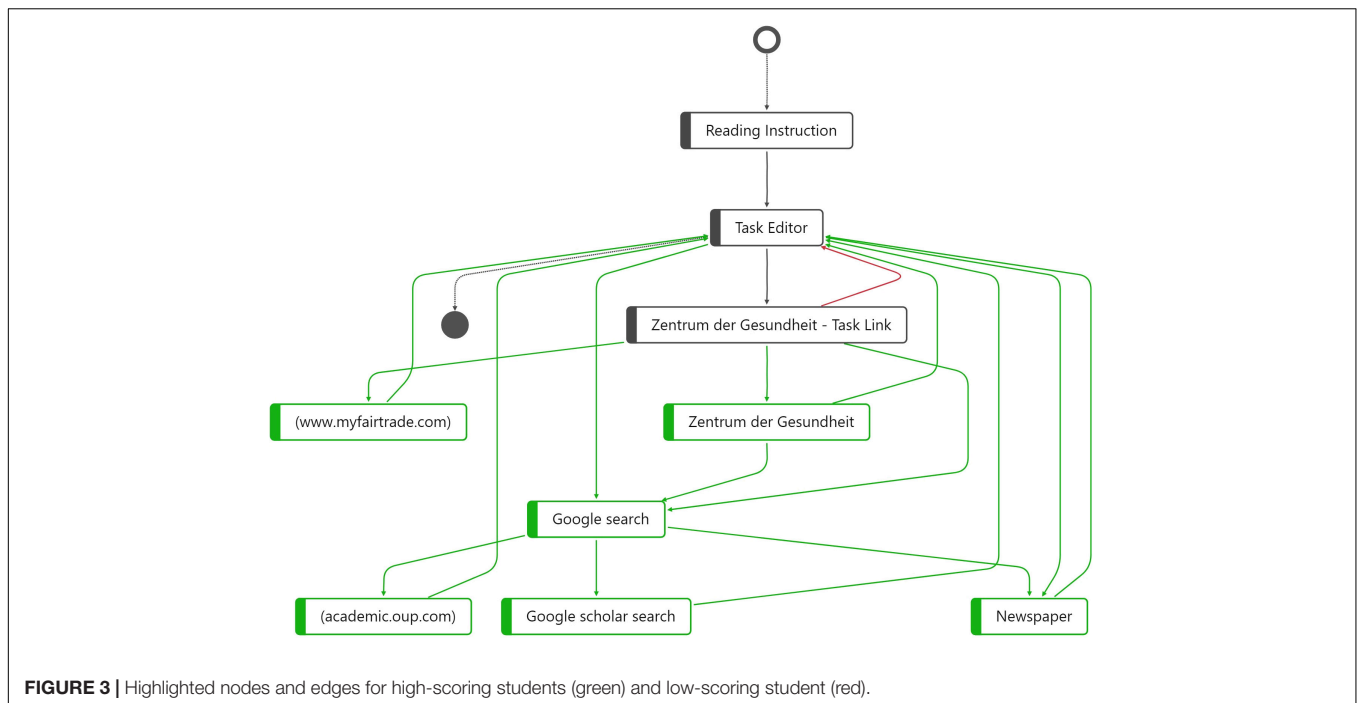 Reading Instruction
Task Editor
Zentrum der Gesundheit - Task Link
(www.myfairtrade.com)
Zentrum der Gesundheit
Google search
(academic.oup.com)
Google scholar search
Newspaper
FIGURE 3 | Highlighted nodes and edges for high-scoring students (green) and low-scoring student (red).